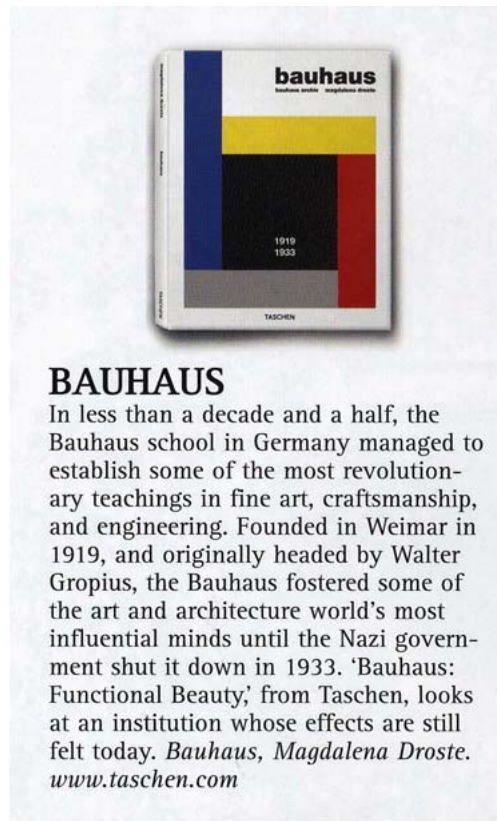 bauhaus
bauhaus archiv magdalena droste
magdalena droste
bauhaus
TASCHEN
1919
1933
TASCHEN
BAUHAUS
In less than a decade and a half, the
Bauhaus school in Germany managed to
establish some of the most revolution-
ary teachings in fine art, craftsmanship,
and engineering. Founded in Weimar in
1919, and originally headed by Walter
Gropius, the Bauhaus fostered some of
the art and architecture world's most
influential minds until the Nazi govern-
ment shut it down in 1933. 'Bauhaus:
Functional Beauty,' from Taschen, looks
at an institution whose effects are still
felt today. Bauhaus, Magdalena Droste.
www.taschen.com